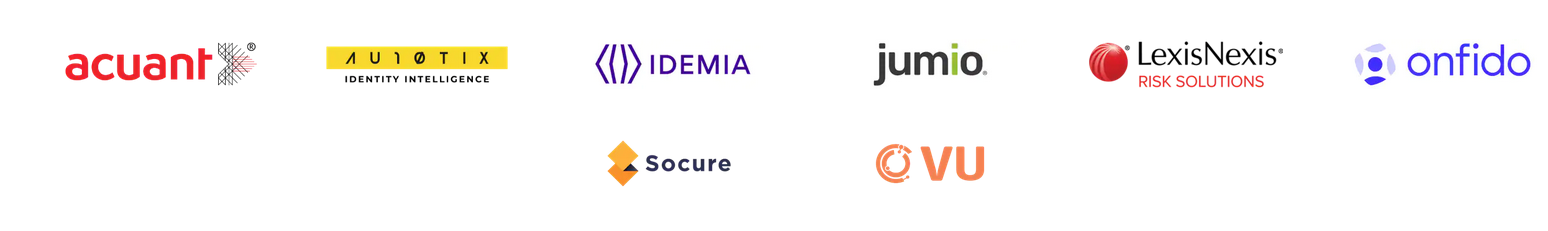 acuant®
AU10TIX
IDENTITY INTELLIGENCE
IDEMIA
jumio®
® LexisNexis®
RISK SOLUTIONS
onfido
Socure
VU